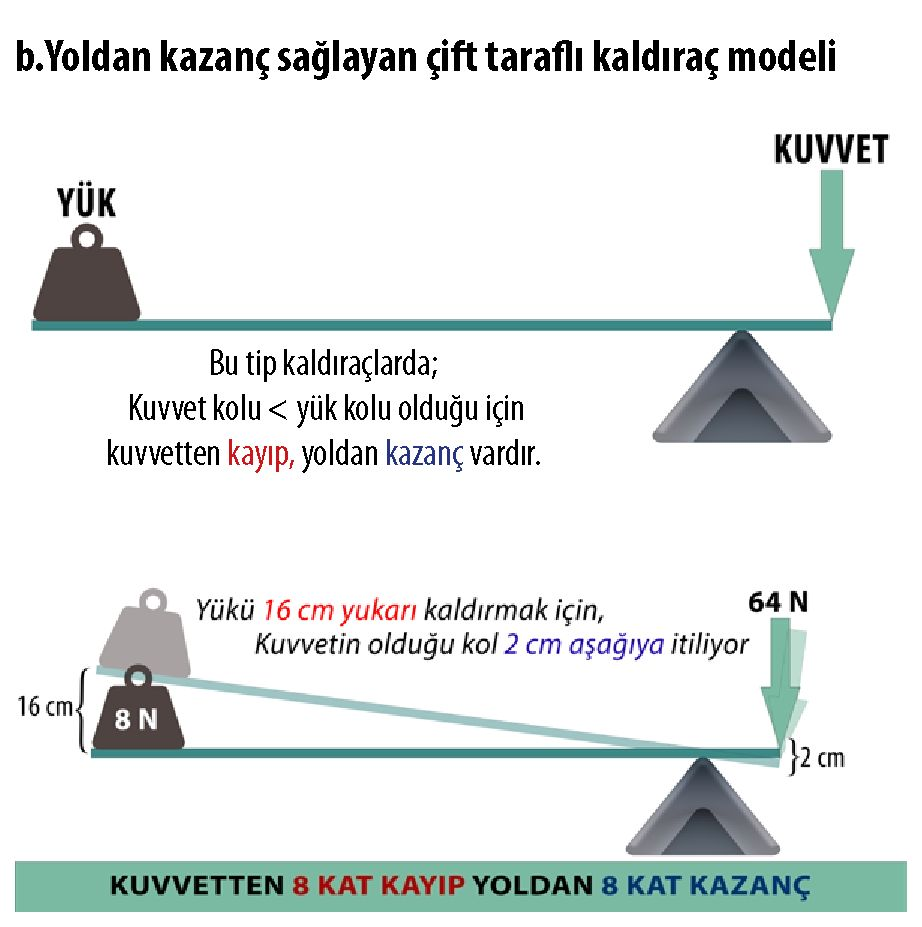 b.Yoldan kazanç sağlayan çift taraflı kaldıraç modeli
KUVVET
YÜK
Bu tip kaldıraçlarda;
Kuvvet kolu < yük kolu olduğu için
kuvvetten kayıp, yoldan kazanç vardır.
Yükü 16 cm yukarı kaldırmak için,
Kuvvetin olduğu kol 2 cm aşağıya itiliyor
64 N
16 cm
8 N
2 cm
KUVVETTEN 8 KAT KAYIP YOLDAN 8 KAT KAZANÇ